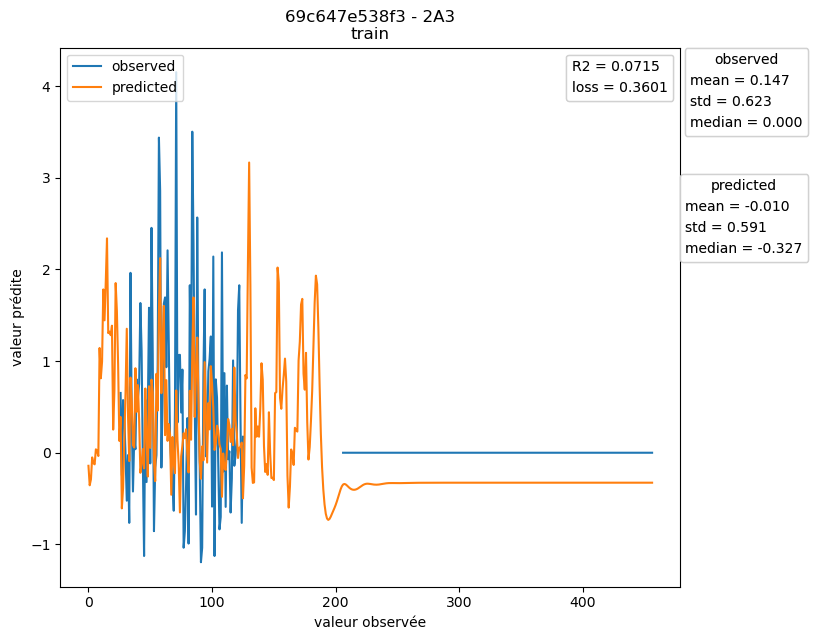 69c647e538f3 - 2A3
train
observed
predicted
R2 = 0.0715
loss = 0.3601
observed
mean = 0.147
std = 0.623
median = 0.000
predicted
mean = -0.010
std = 0.591
median = -0.327
valeur prédite
4
3
2
1
0
−1
0
100
200
300
400
valeur observée